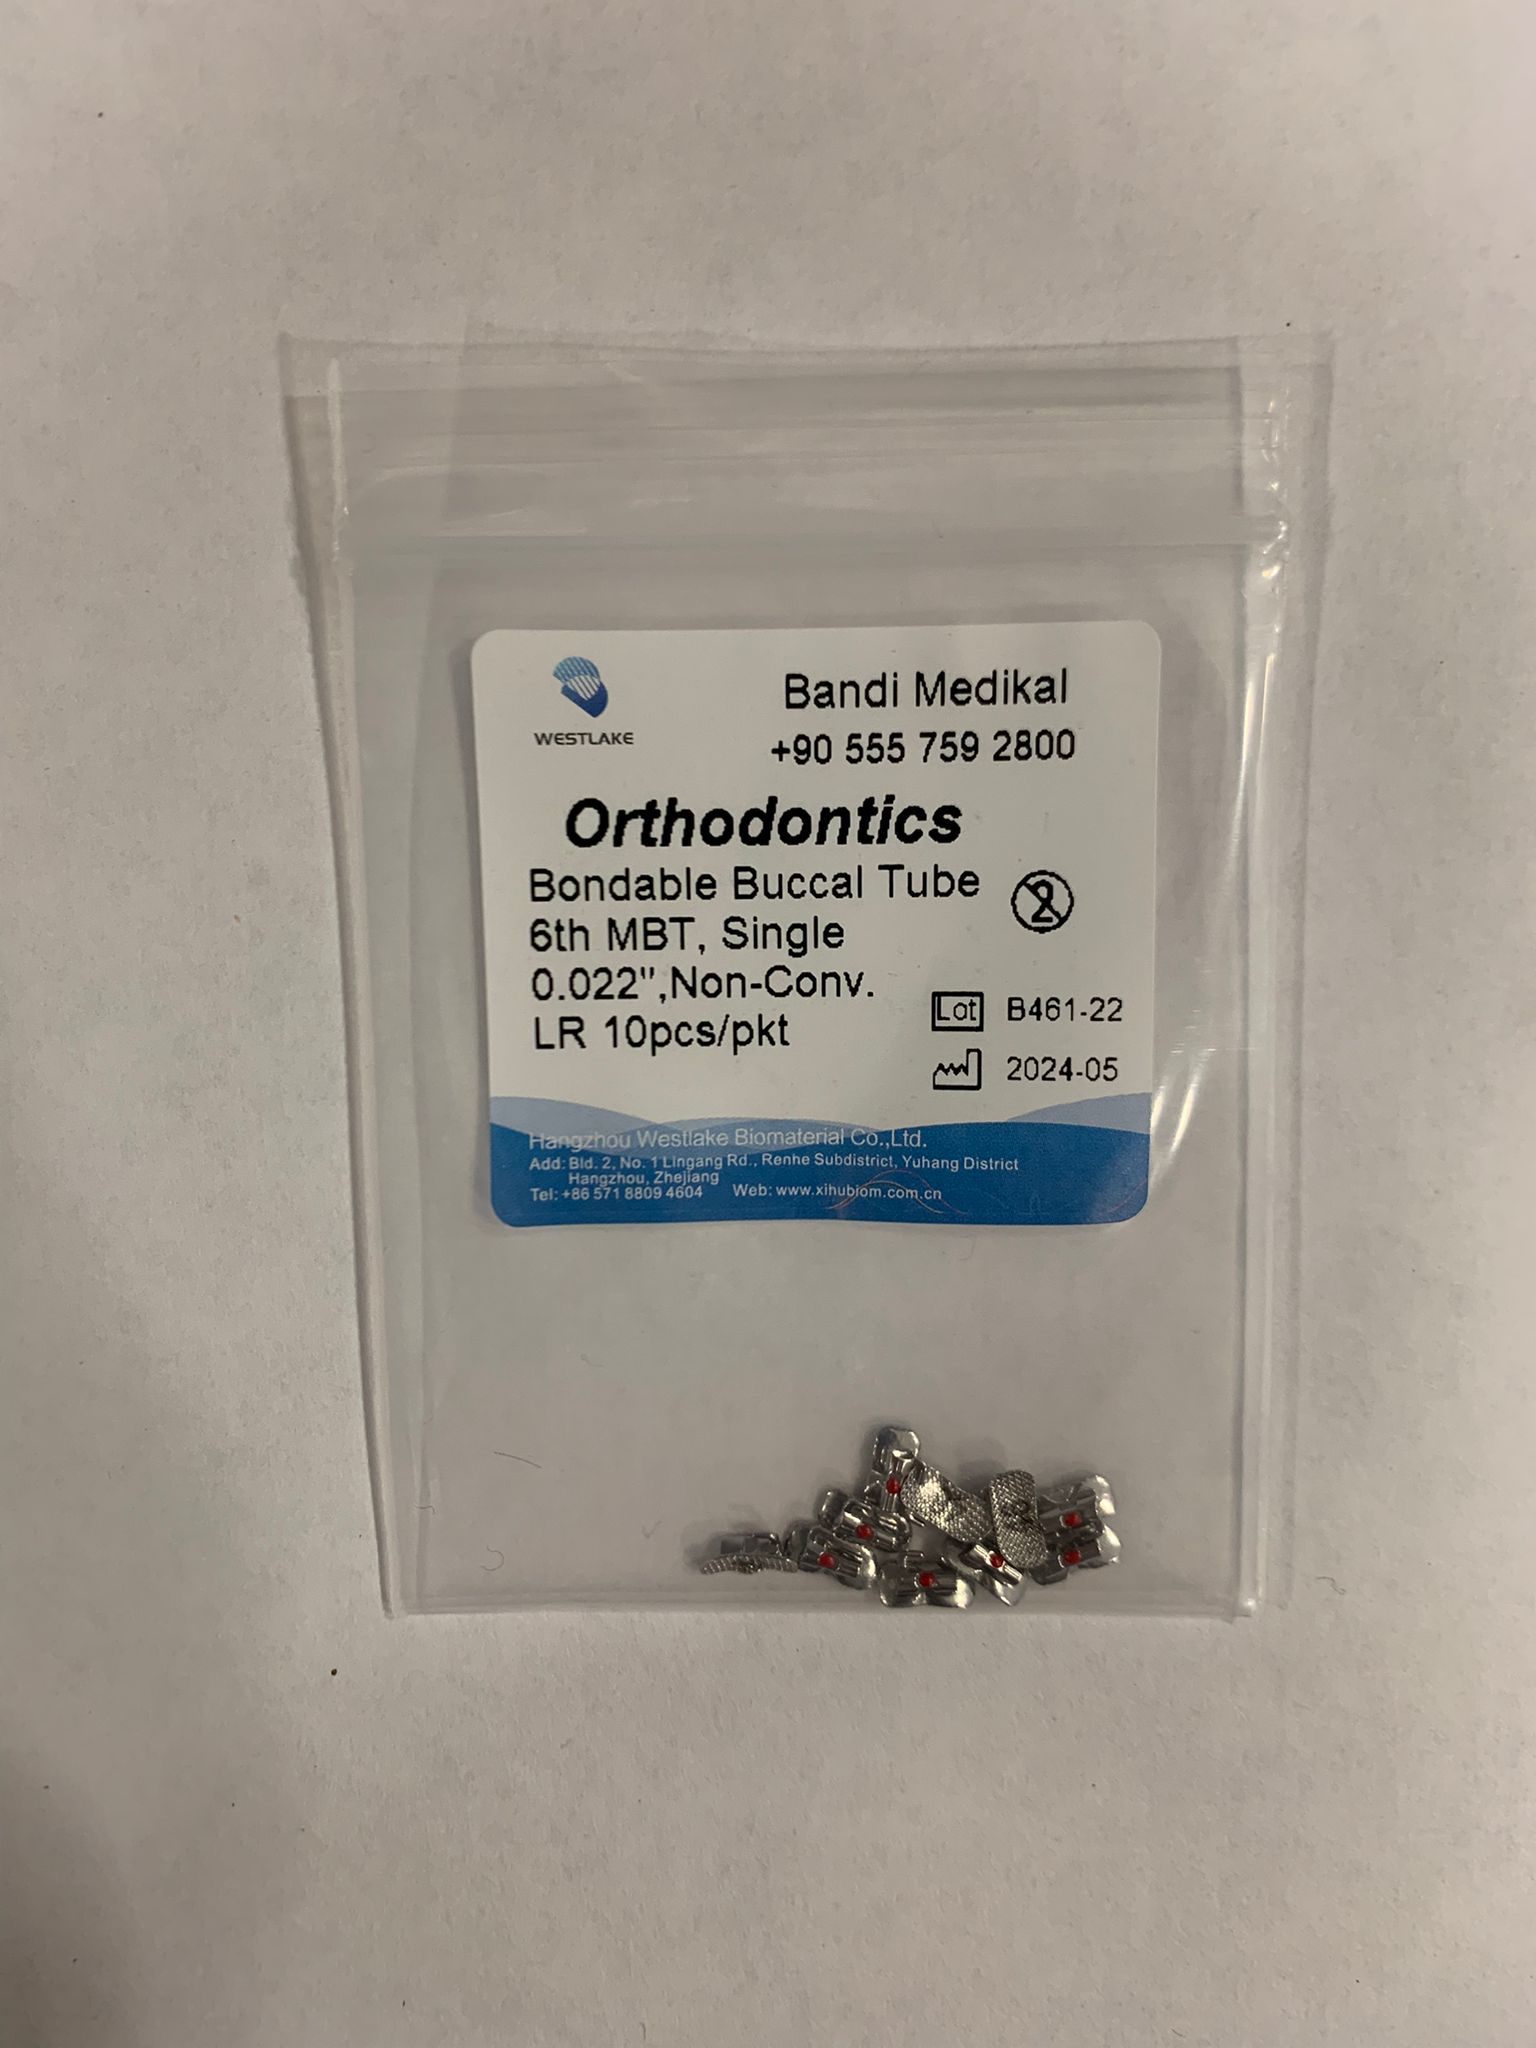 WESTLAKE
Bandi Medikal
+90 555 759 2800
Orthodontics
Bondable Buccal Tube
2
6th MBT, Single
0.022",Non-Conv.
LR 10pcs/pkt
Lot B461-22
2024-05
Hangzhou Westlake Biomaterial Co.,Ltd.
Add: Bld. 2, No. 1 Lingang Rd., Renhe Subdistrict, Yuhang District
Hangzhou, Zhejiang
Tel: +86 571 8809 4604 Web: www.xihubiom.com.cn